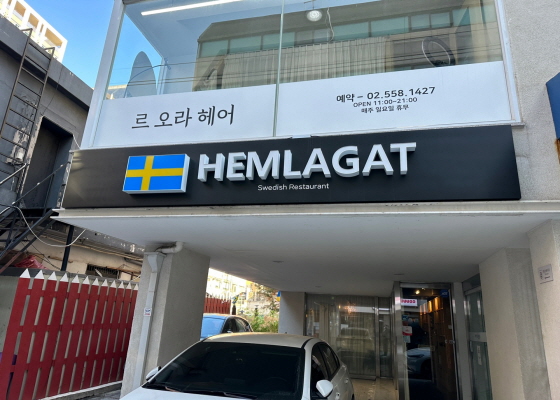 르 오라 헤어
예약 - 02.558.1427
OPEN 11:00~21:00
매주 일요일 휴무
HEMLAGAT
Swedish Restaurant